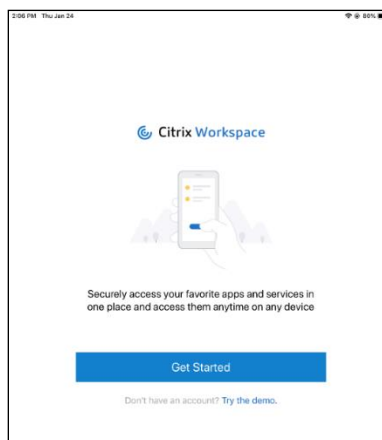 2:06 PM Thu Jan 24 80%
Citrix Workspace
Securely access your favorite apps and services in
one place and access them anytime on any device
Get Started
Don't have an account? Try the demo.